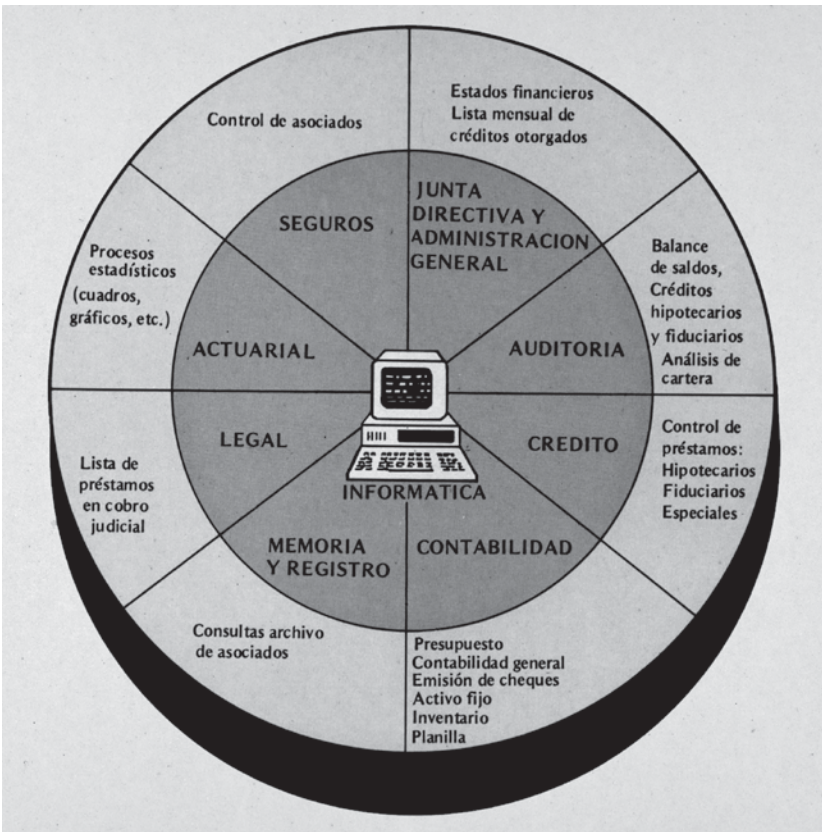 Control de asociados
Estados financieros
Lista mensual de
créditos otorgados
SEGUROS
JUNTA
DIRECTIVA Y
ADMINISTRACION
GENERAL
Procesos
estadísticos
(cuadros,
gráficos, etc.)
ACTUARIAL
AUDITORIA
Balance
de saldos,
Créditos
hipotecarios
y fiduciarios
Análisis de
cartera
LEGAL
CREDITO
Lista de
préstamos
en cobro
judicial
Control de
préstamos:
Hipotecarios
Fiduciarios
Especiales
INFORMATICA
MEMORIA
Y REGISTRO
CONTABILIDAD
Consultas archivo
de asociados
Presupuesto
Contabilidad general
Emisión de cheques
Activo fijo
Inventario
Planilla